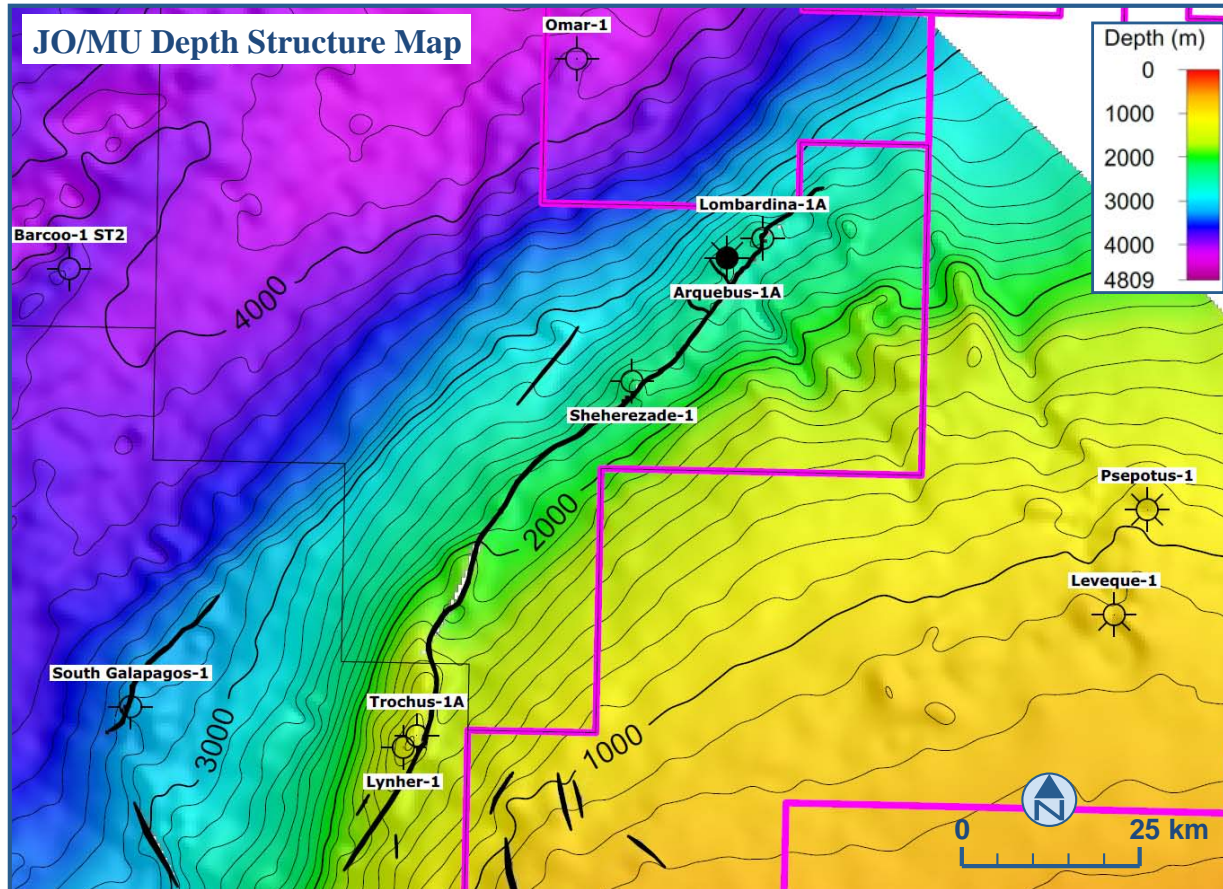 JO/MU Depth Structure Map
Omar-1
Depth (m)
0
1000
2000
3000
4000
4809
Lombardina-1A
Barcoo-1 ST2
Arquebus-1A
4000
Sheherezade-1
Psepotus-1
2000
Leveque-1
South Galapagos-1
Trochus-1A
3000
1000
Lynher-1
N
0 25 km